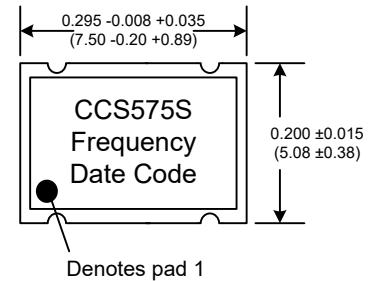 0.295 -0.008 +0.035
(7.50 -0.20 +0.89)
CCS575S
Frequency
Date Code
0.200 ±0.015
(5.08 ±0.38)
Denotes pad 1